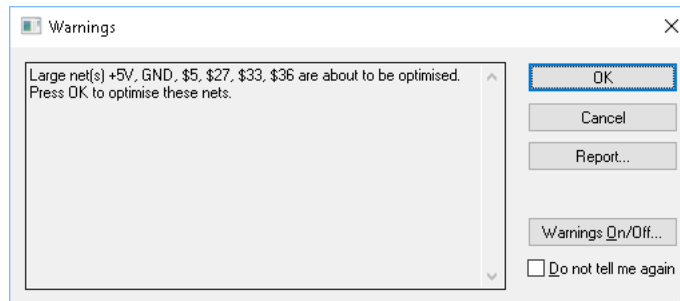 Warnings
Large net(s) +5V, GND, $5, $27, $33, $36 are about to be optimised.
Press OK to optimise these nets.
OK
Cancel
Report...
Warnings On/Off...
Do not tell me again